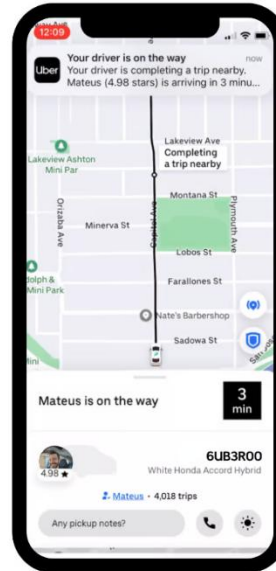 12:09
Uber
Your driver is on the way
now
Your driver is completing a trip nearby.
Mateus (4.98 stars) is arriving in 3 minu...
Lakeview Ave
Completing
a trip nearby
Lakeview Ashton
Mini Par
Montana St
Orizaba Ave
Minerva St
Capitol Ave
Plymouth Ave
Lobos St
Farallones St
Mini Park
Nate's Barbershop
Sadowa St
Mateus is on the way
3
min
4.98 ★
6UB3R00
White Honda Accord Hybrid
Mateus • 4,018 trips
Any pickup notes?